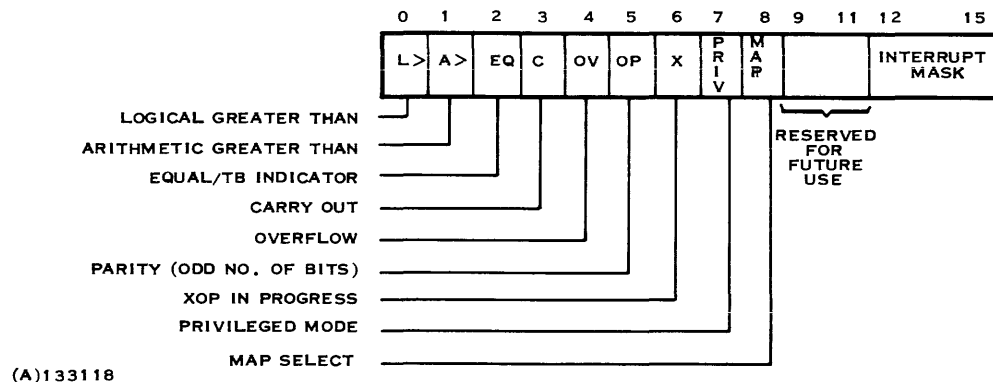 0 1 2 3 4 5 6 7 8 9 11 12 15
L> A> EQ C OV OP X PRIV MAP INTERRUPT MASK
LOGICAL GREATER THAN
ARITHMETIC GREATER THAN
EQUAL/TB INDICATOR
CARRY OUT
OVERFLOW
PARITY (ODD NO. OF BITS)
XOP IN PROGRESS
PRIVILEGED MODE
MAP SELECT
RESERVED
FOR
FUTURE
USE
(A)133118